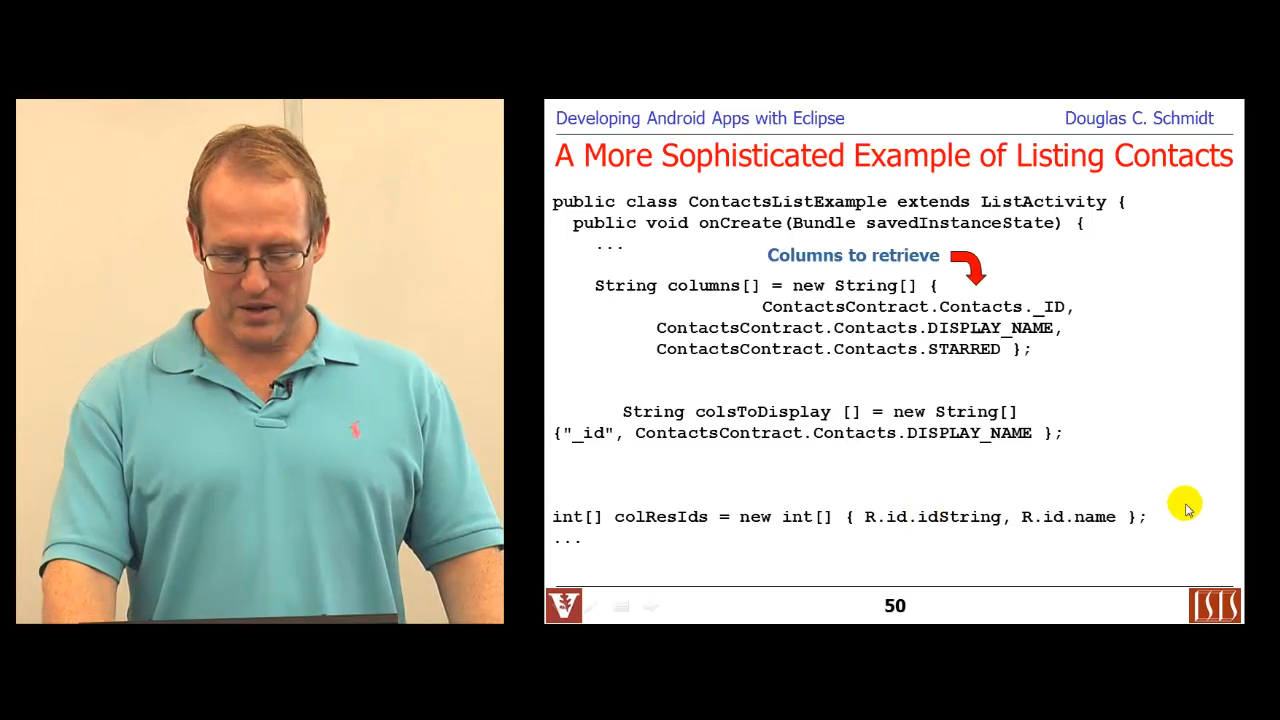 Developing Android Apps with Eclipse Douglas C. Schmidt
A More Sophisticated Example of Listing Contacts
public class ContactsListExample extends ListActivity {
public void onCreate(Bundle savedInstanceState) {
...
Columns to retrieve
String columns[] = new String[] {
ContactsContract.Contacts._ID,
ContactsContract.Contacts.DISPLAY_NAME,
ContactsContract.Contacts.STARRED };
String colsToDisplay [] = new String[]
{"_id", ContactsContract.Contacts.DISPLAY_NAME };
int[] colResIds = new int[] { R.id.idString, R.id.name };
...
V 50 ISIS